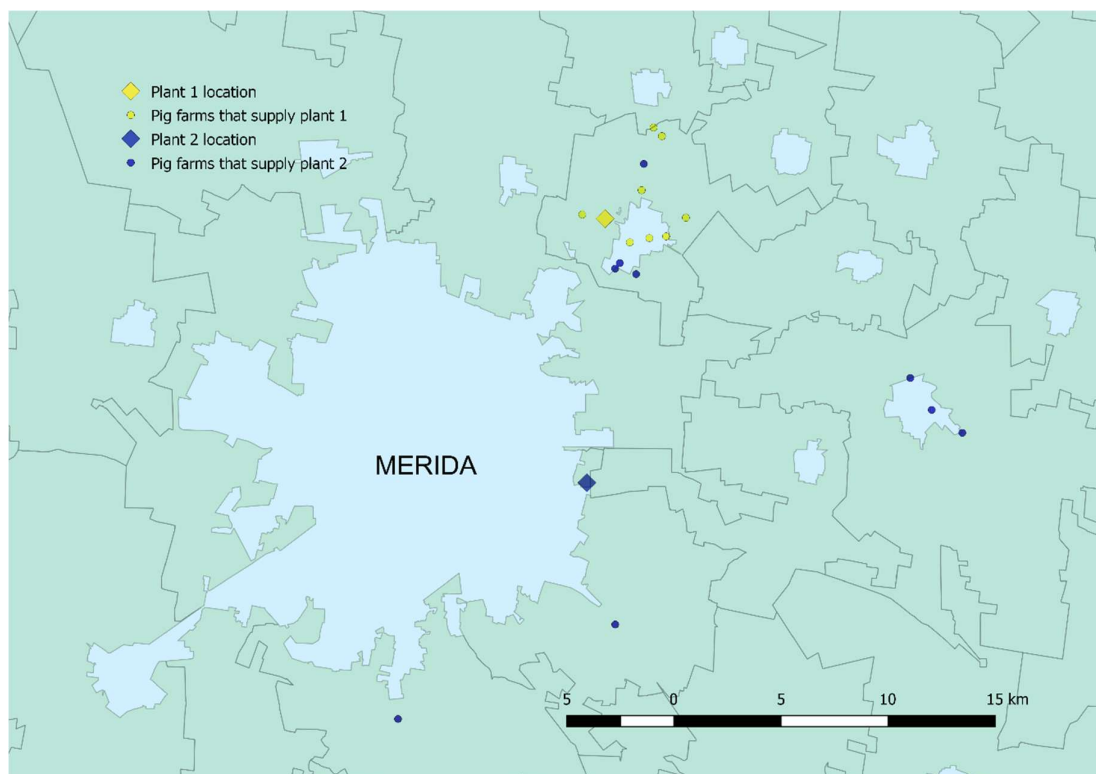 Plant 1 location
Pig farms that supply plant 1
Plant 2 location
Pig farms that supply plant 2
MERIDA
5 0 5 10 15 km